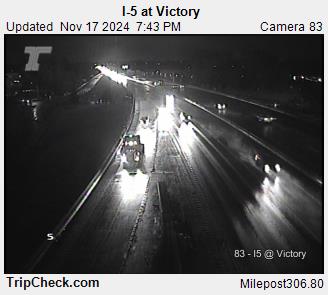 I-5 at Victory
Updated Nov 17 2024 7:43 PM Camera 83
T
S
83 - I5 @ Victory
TripCheck.com Milepost306.80